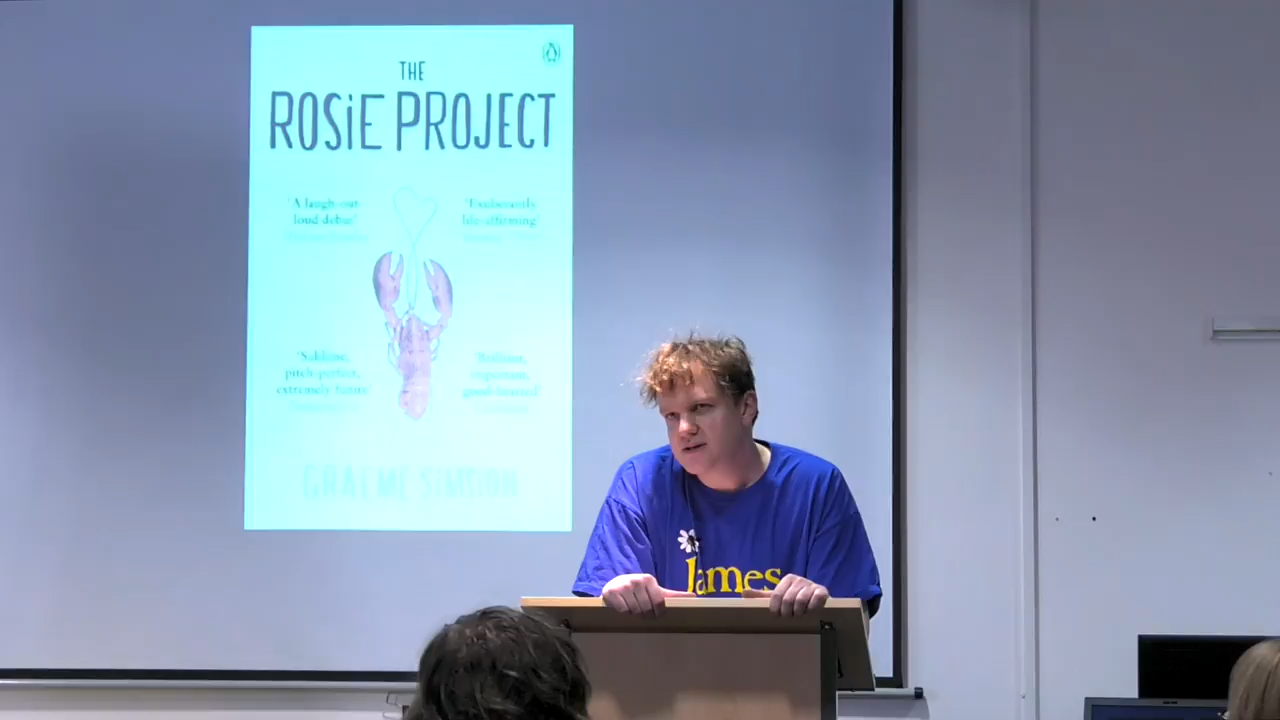 THE
ROSiE PROJECT
'A laugh-out-
loud debut'
'Exuberantly
life-affirming'
'Sublime,
pitch-perfect,
extremely funny'
'Brilliant,
important,
good-hearted'
GRAEME SIMSION
James